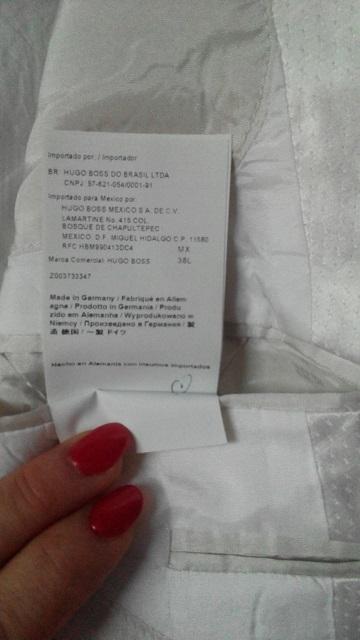 Importado por: / Importador
BR: HUGO BOSS DO BRASIL LTDA
CNPJ: 57-621-054/0001-91
Importado para Mexico por:
HUGO BOSS MEXICO S A. DE C.V.
LAMARTINE No. 415 COL.
BOSQUE DE CHAPULTEPEC
MEXICO. D.F. MIGUEL HIDALGO C.P. 11580
RFC HBM990413DC4 MX
Marca Comercial: HUGO BOSS 38L
Z003733347
Made in Germany / Fabriqué en Allem
agne / Prodotto in Germania / Produ
zido em Alemanha / Wyprodukowano w
Niemcy / Произведено в Германия / 製
造 德国 / 〜製 ドイツ
Hecho en Alemania con insumos importados